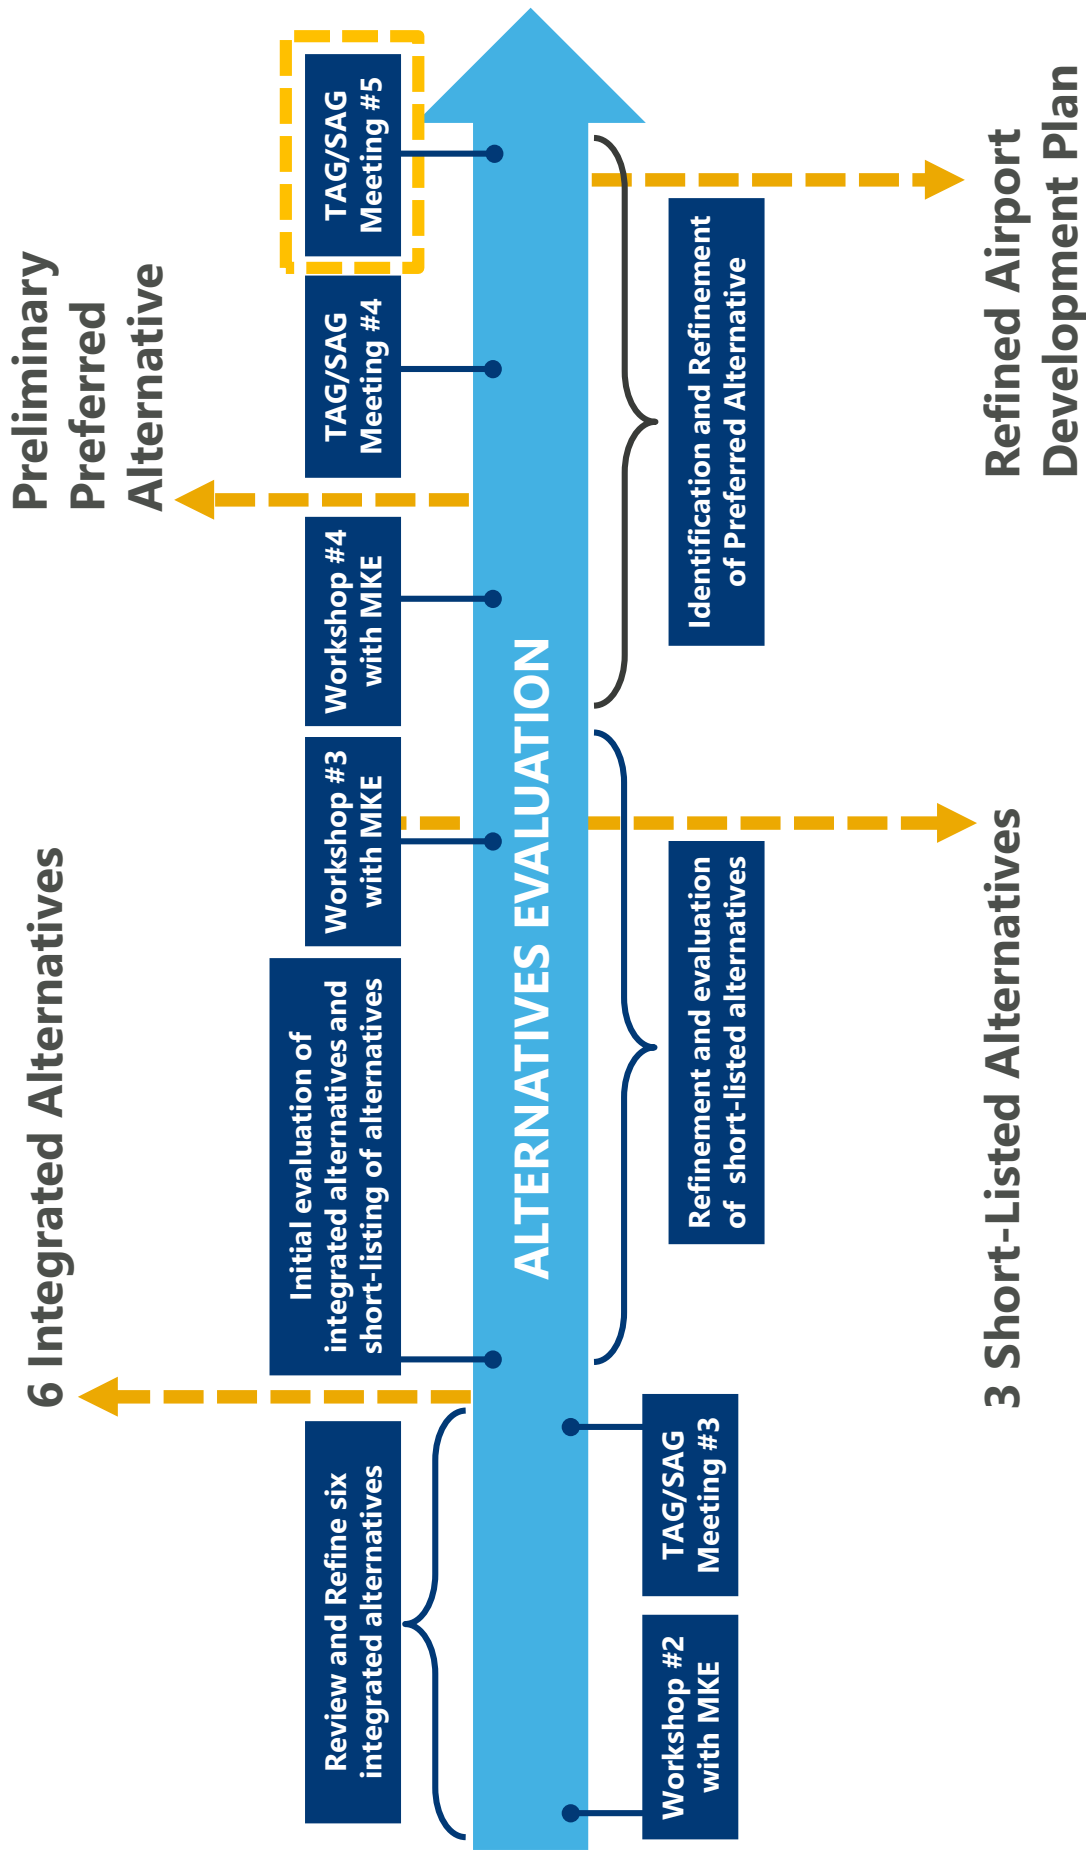 6 Integrated Alternatives
Preliminary
Preferred
Alternative
Review and Refine six
integrated alternatives
Initial evaluation of
integrated alternatives and
short-listing of alternatives
Workshop #3
with MKE
Workshop #4
with MKE
TAG/SAG
Meeting #4
TAG/SAG
Meeting #5
ALTERNATIVES EVALUATION
Workshop #2
with MKE
TAG/SAG
Meeting #3
Refinement and evaluation
of short-listed alternatives
Identification and Refinement
of Preferred Alternative
3 Short-Listed Alternatives
Refined Airport
Development Plan